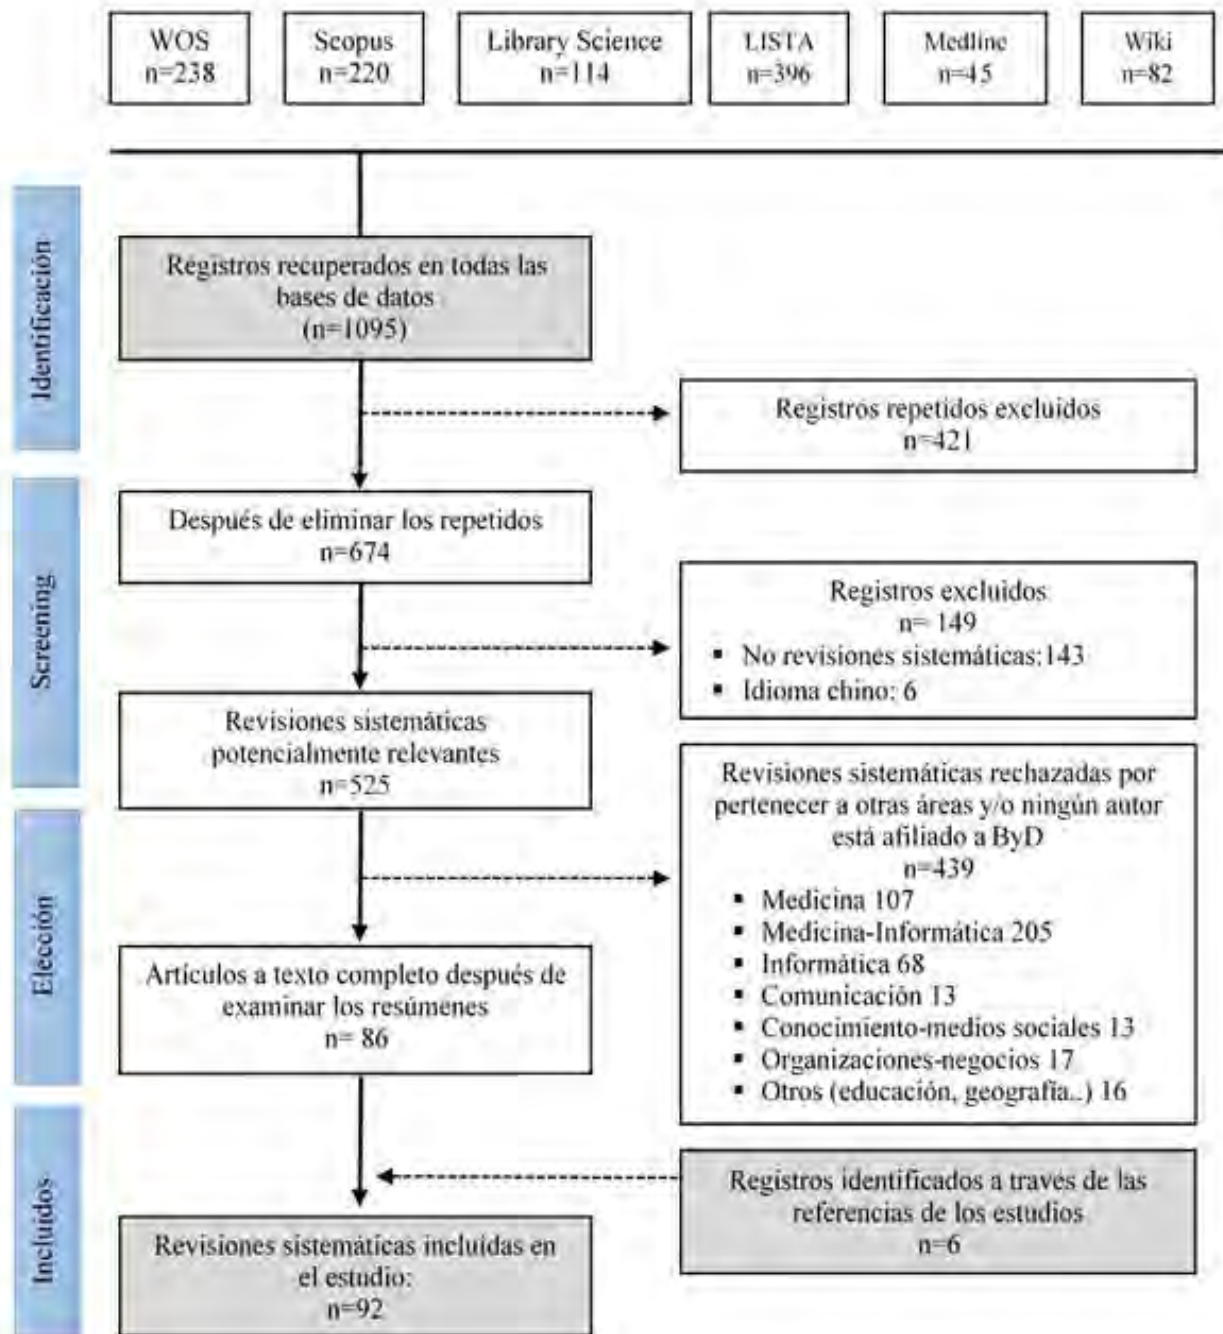 WOS
n=238
Scopus
n=220
Library Science
n=114
LISTA
n=396
Medline
n=45
Wiki
n=82
Identificación
Registros recuperados en todas las
bases de datos
(n=1095)
Registros repetidos excluidos
n=421
Screening
Después de eliminar los repetidos
n=674
Registros excluidos
n= 149
▪ No revisiones sistemáticas:143
▪ Idioma chino: 6
Revisiones sistemáticas
potencialmente relevantes
n=525
Elección
Revisiones sistemáticas rechazadas por
pertenecer a otras áreas y/o ningún autor
está afiliado a ByD
n=439
▪ Medicina 107
▪ Medicina-Informática 205
▪ Informática 68
▪ Comunicación 13
▪ Conocimiento-medios sociales 13
▪ Organizaciones-negocios 17
▪ Otros (educación, geografía..) 16
Artículos a texto completo después de
examinar los resúmenes
n= 86
Incluidos
Registros identificados a través de las
referencias de los estudios
n=6
Revisiones sistemáticas incluídas en
el estudio:
n=92